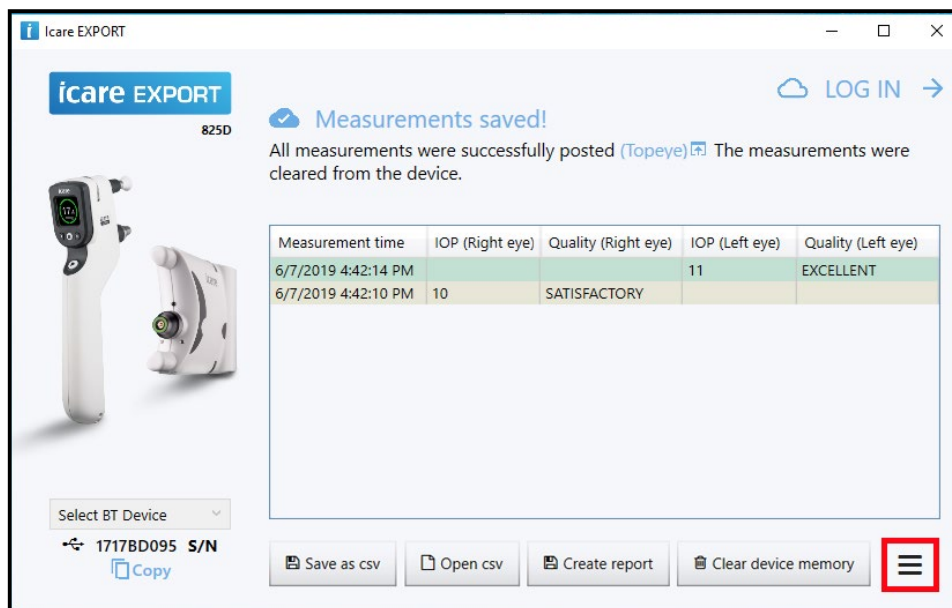 Icare EXPORT
icare EXPORT
825D
LOG IN
Measurements saved!
All measurements were successfully posted (Topeye) The measurements were
cleared from the device.
Measurement time IOP (Right eye) Quality (Right eye) IOP (Left eye) Quality (Left eye)
6/7/2019 4:42:14 PM 11 EXCELLENT
6/7/2019 4:42:10 PM 10 SATISFACTORY
Select BT Device
1717BD095 S/N
Copy
Save as csv Open csv Create report Clear device memory